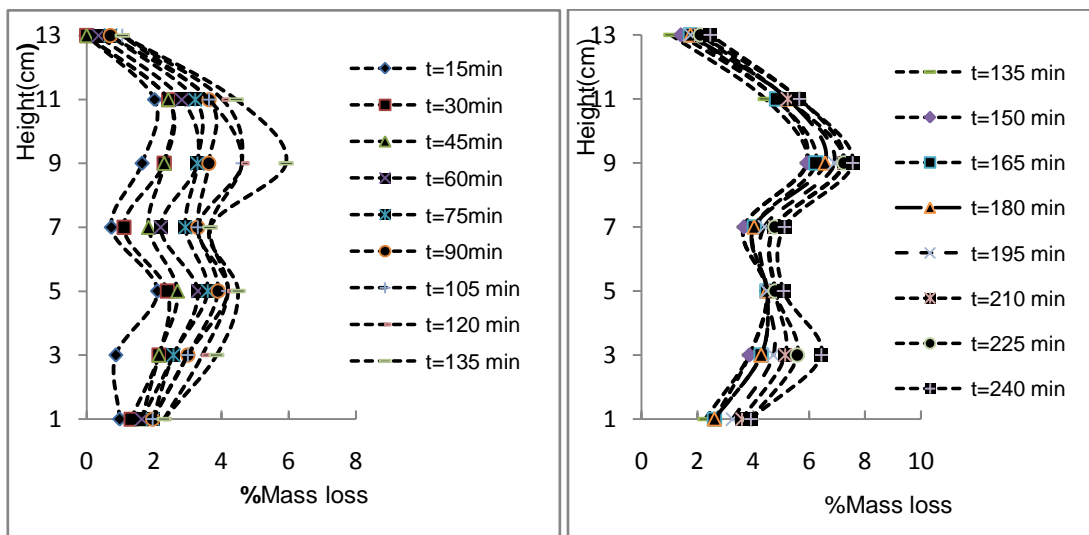 Height(cm)
13
11
9
7
5
3
1
0
2
4
6
8
%Mass loss
t=15min
t=30min
t=45min
t=60min
t=75min
t=90min
t=105 min
t=120 min
t=135 min
Height(cm)
13
11
9
7
5
3
1
0
2
4
6
8
10
%Mass loss
t=135 min
t=150 min
t=165 min
t=180 min
t=195 min
t=210 min
t=225 min
t=240 min